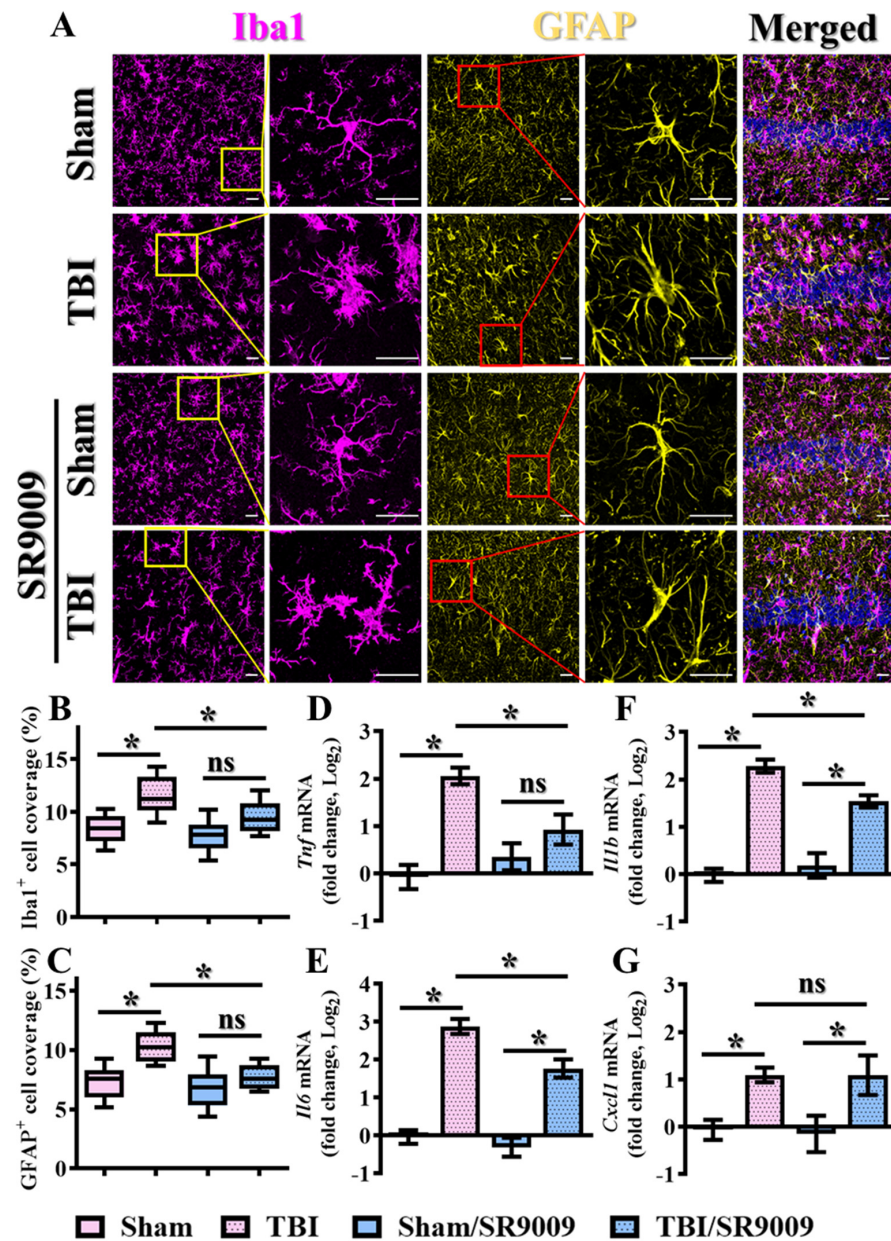 A
Iba1
GFAP
Merged
Sham
TBI
SR9009
Sham
TBI
B
Iba1+ cell coverage (%)
15
10
5
0
*
*
ns
D
Tnf mRNA
(fold change, Log2)
3
2
1
0
-1
*
*
ns
F
Il1b mRNA
(fold change, Log2)
3
2
1
0
-1
*
*
*
C
GFAP+ cell coverage (%)
15
10
5
0
*
*
ns
E
Il6 mRNA
(fold change, Log2)
4
3
2
1
0
-1
*
*
*
G
Cxcl1 mRNA
(fold change, Log2)
3
2
1
0
-1
*
ns
*
Sham
TBI
Sham/SR9009
TBI/SR9009